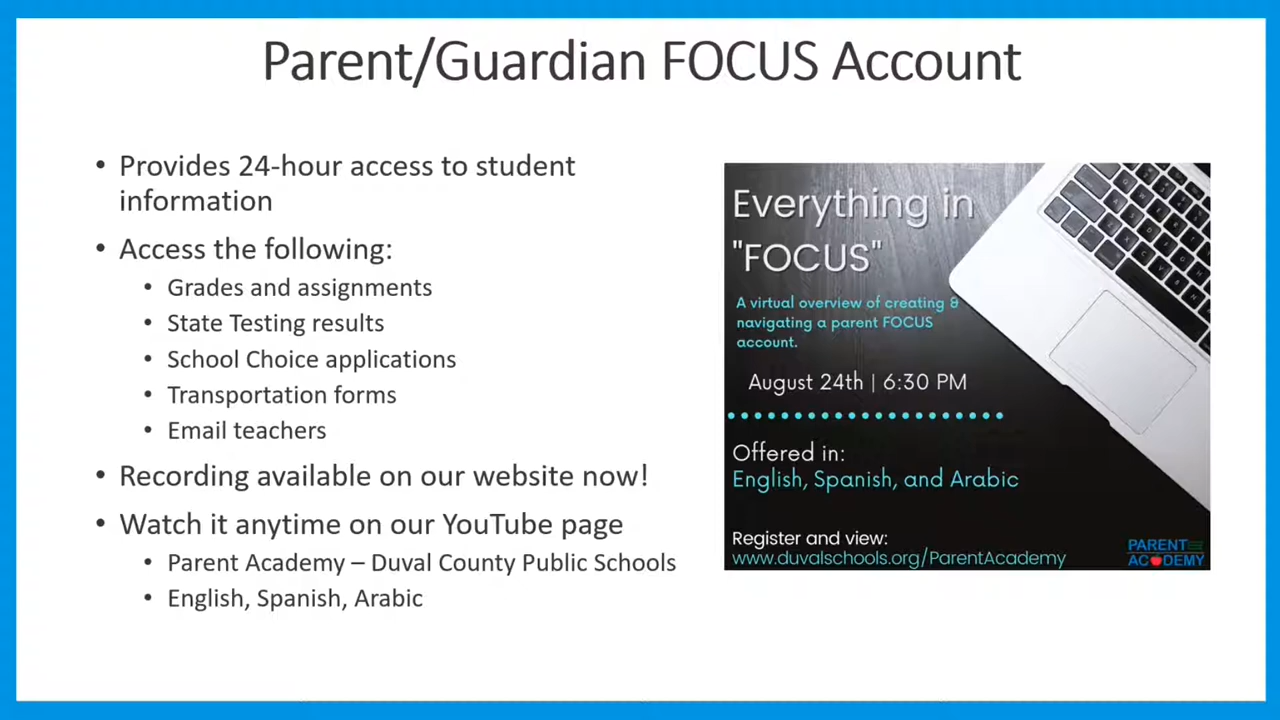 Parent/Guardian FOCUS Account
• Provides 24-hour access to student
information
• Access the following:
• Grades and assignments
• State Testing results
• School Choice applications
• Transportation forms
• Email teachers
• Recording available on our website now!
• Watch it anytime on our YouTube page
• Parent Academy – Duval County Public Schools
• English, Spanish, Arabic
Everything in
"FOCUS"
A virtual overview of creating &
navigating a parent FOCUS
account.
August 24th | 6:30 PM
Offered in:
English, Spanish, and Arabic
Register and view:
www.duvalschools.org/ParentAcademy
PARENT
ACADEMY